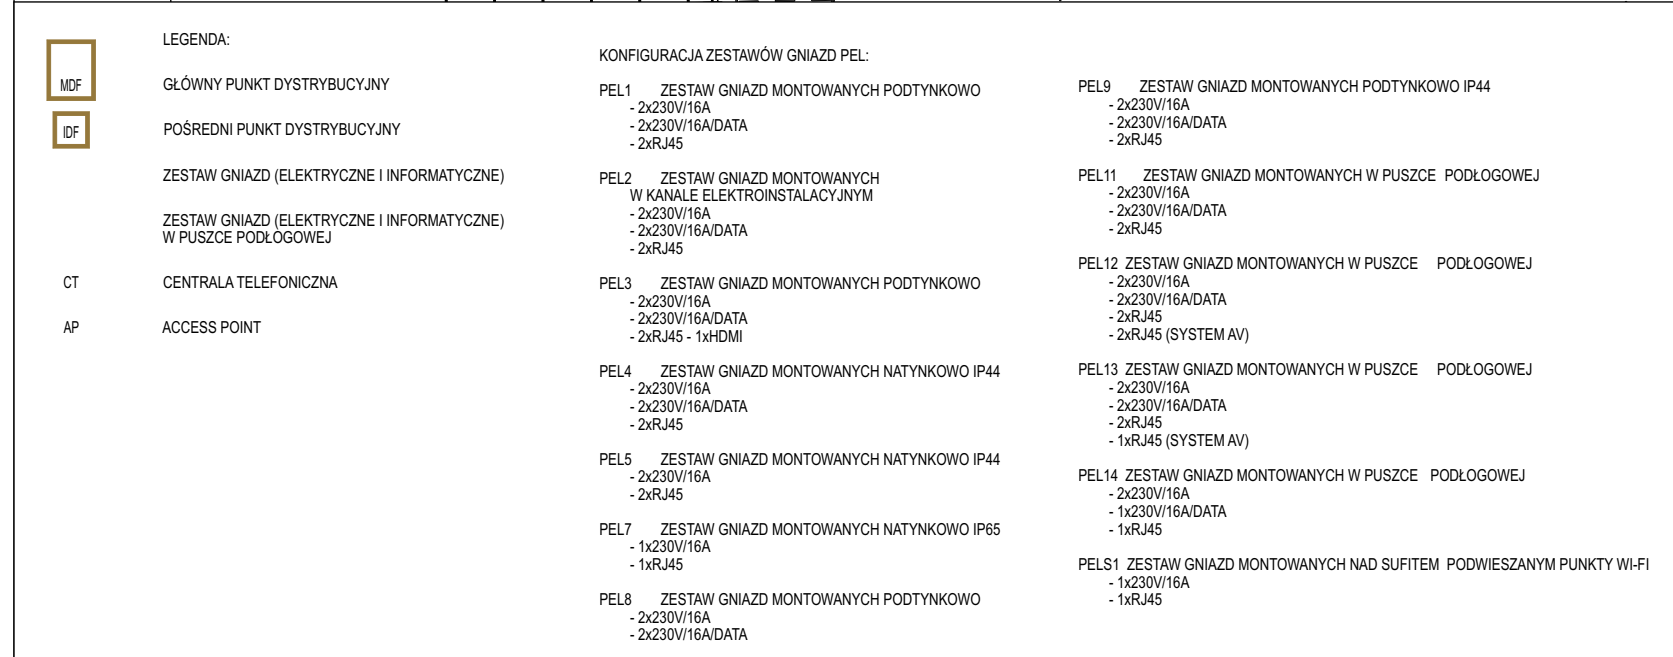 LEGENDA:
MDF GŁÓWNY PUNKT DYSTRYBUCYJNY
IDF POŚREDNI PUNKT DYSTRYBUCYJNY
ZESTAW GNIAZD (ELEKTRYCZNE I INFORMATYCZNE)
ZESTAW GNIAZD (ELEKTRYCZNE I INFORMATYCZNE)
W PUSZCE PODŁOGOWEJ
CT CENTRALA TELEFONICZNA
AP ACCESS POINT
KONFIGURACJA ZESTAWÓW GNIAZD PEL:
PEL1 ZESTAW GNIAZD MONTOWANYCH PODTYNKOWO
- 2x230V/16A
- 2x230V/16A/DATA
- 2xRJ45
PEL2 ZESTAW GNIAZD MONTOWANYCH
W KANALE ELEKTROINSTALACYJNYM
- 2x230V/16A
- 2x230V/16A/DATA
- 2xRJ45
PEL3 ZESTAW GNIAZD MONTOWANYCH PODTYNKOWO
- 2x230V/16A
- 2x230V/16A/DATA
- 2xRJ45 - 1xHDMI
PEL4 ZESTAW GNIAZD MONTOWANYCH NATYNKOWO IP44
- 2x230V/16A
- 2x230V/16A/DATA
- 2xRJ45
PEL5 ZESTAW GNIAZD MONTOWANYCH NATYNKOWO IP44
- 2x230V/16A
- 2xRJ45
PEL7 ZESTAW GNIAZD MONTOWANYCH NATYNKOWO IP65
- 1x230V/16A
- 1xRJ45
PEL8 ZESTAW GNIAZD MONTOWANYCH PODTYNKOWO
- 2x230V/16A
- 2x230V/16A/DATA
PEL9 ZESTAW GNIAZD MONTOWANYCH PODTYNKOWO IP44
- 2x230V/16A
- 2x230V/16A/DATA
- 2xRJ45
PEL11 ZESTAW GNIAZD MONTOWANYCH W PUSZCE PODŁOGOWEJ
- 2x230V/16A
- 2x230V/16A/DATA
- 2xRJ45
PEL12 ZESTAW GNIAZD MONTOWANYCH W PUSZCE PODŁOGOWEJ
- 2x230V/16A
- 2x230V/16A/DATA
- 2xRJ45
- 2xRJ45 (SYSTEM AV)
PEL13 ZESTAW GNIAZD MONTOWANYCH W PUSZCE PODŁOGOWEJ
- 2x230V/16A
- 2x230V/16A/DATA
- 2xRJ45
- 1xRJ45 (SYSTEM AV)
PEL14 ZESTAW GNIAZD MONTOWANYCH W PUSZCE PODŁOGOWEJ
- 2x230V/16A
- 1x230V/16A/DATA
- 1xRJ45
PELS1 ZESTAW GNIAZD MONTOWANYCH NAD SUFITEM PODWIESZANYM PUNKTY WI-FI
- 1x230V/16A
- 1xRJ45